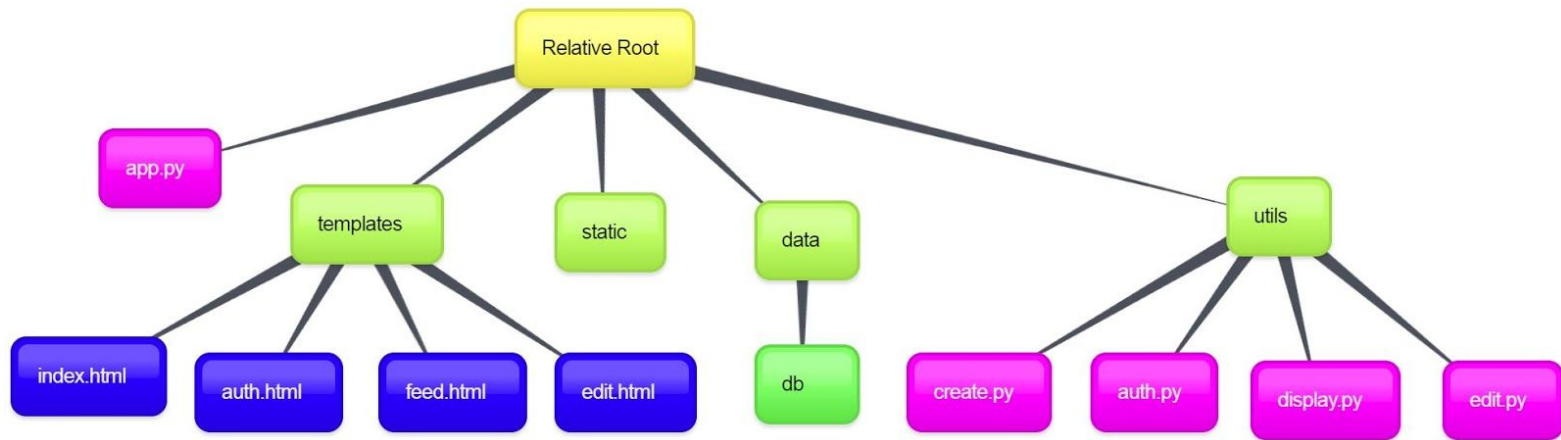 Relative Root
app.py
templates
static
data
utils
index.html
auth.html
feed.html
edit.html
db
create.py
auth.py
display.py
edit.py